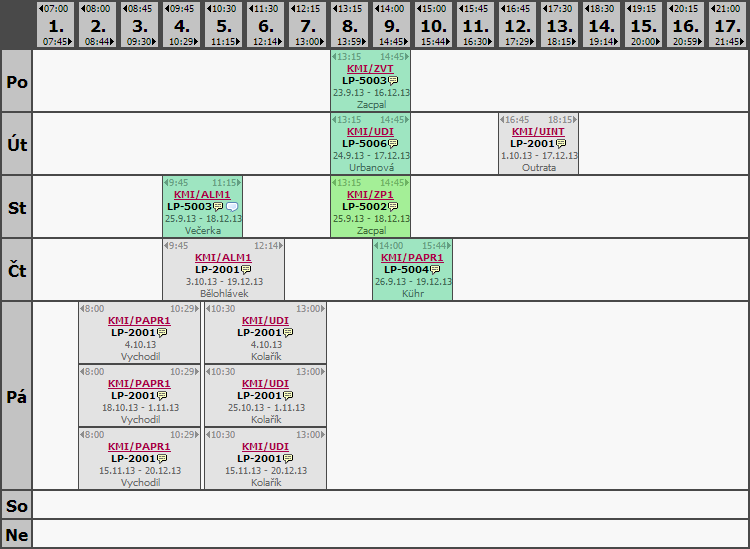 07:00 08:00 08:45 09:45 10:30 11:30 12:15 13:15 14:00 15:00 15:45 16:45 17:30 18:30 19:15 20:15 21:00
1. 2. 3. 4. 5. 6. 7. 8. 9. 10. 11. 12. 13. 14. 15. 16. 17.
07:45 08:44 09:30 10:29 11:15 12:14 13:00 13:59 14:45 15:44 16:30 17:29 18:15 19:14 20:00 20:59 21:45
Po
13:15 14:45
KMI/ZVT
LP-5003
23.9.13 - 16.12.13
Zacpal
Út
13:15 14:45
KMI/UDI
LP-5006
24.9.13 - 17.12.13
Urbanová
16:45 18:15
KMI/UINT
LP-2001
1.10.13 - 17.12.13
Outrata
St
9:45 11:15
KMI/ALM1
LP-5003
25.9.13 - 18.12.13
Večerka
13:15 14:45
KMI/ZP1
LP-5002
25.9.13 - 18.12.13
Zacpal
Čt
9:45 12:14
KMI/ALM1
LP-2001
3.10.13 - 19.12.13
Bělohlávek
14:00 15:44
KMI/PAPR1
LP-5004
26.9.13 - 19.12.13
Kühr
Pá
8:00 10:29
KMI/PAPR1
LP-2001
4.10.13
Vychodil
10:30 13:00
KMI/UDI
LP-2001
4.10.13
Kolařík
8:00 10:29
KMI/PAPR1
LP-2001
18.10.13 - 1.11.13
Vychodil
10:30 13:00
KMI/UDI
LP-2001
25.10.13 - 1.11.13
Kolařík
8:00 10:29
KMI/PAPR1
LP-2001
15.11.13 - 20.12.13
Vychodil
10:30 13:00
KMI/UDI
LP-2001
15.11.13 - 20.12.13
Kolařík
So
Ne